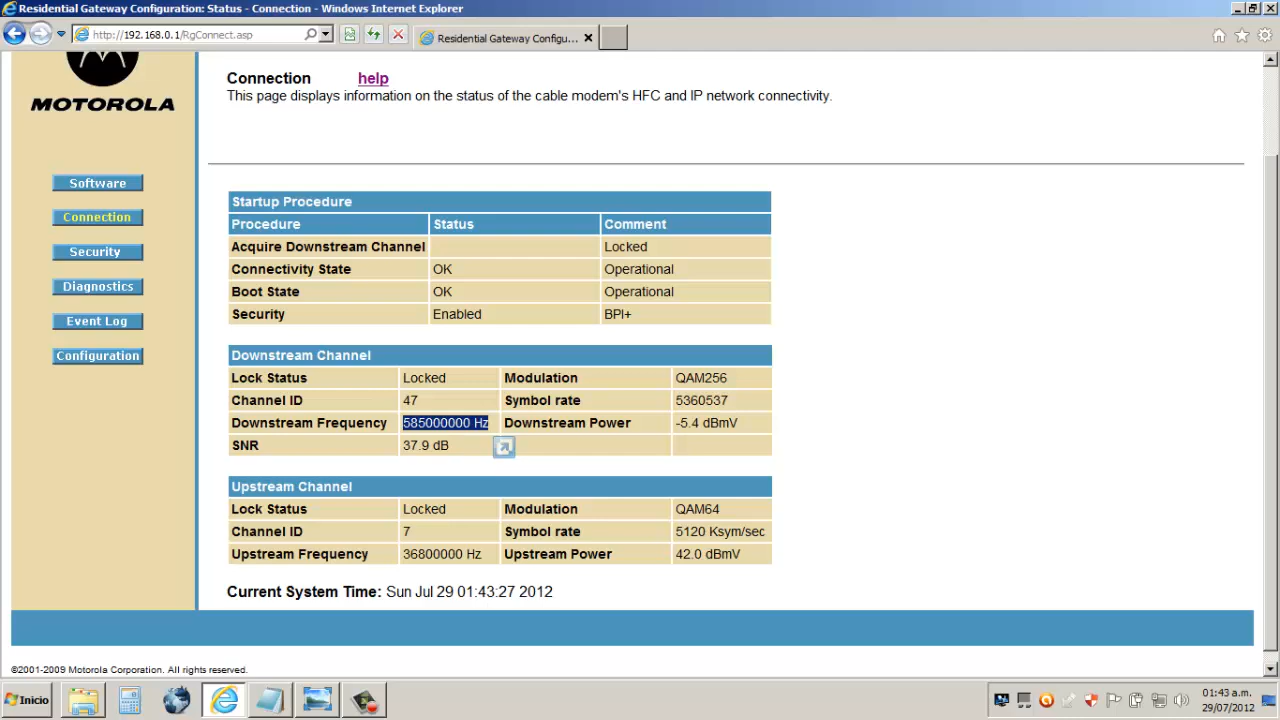 Residential Gateway Configuration: Status - Connection - Windows Internet Explorer
http://192.168.0.1/RgConnect.asp
Residential Gateway Configu...
MOTOROLA
Software
Connection
Security
Diagnostics
Event Log
Configuration
Connection help
This page displays information on the status of the cable modem's HFC and IP network connectivity.
Startup Procedure
Procedure Status Comment
Acquire Downstream Channel Locked
Connectivity State OK Operational
Boot State OK Operational
Security Enabled BPI+
Downstream Channel
Lock Status Locked Modulation QAM256
Channel ID 47 Symbol rate 5360537
Downstream Frequency 585000000 Hz Downstream Power -5.4 dBmV
SNR 37.9 dB
Upstream Channel
Lock Status Locked Modulation QAM64
Channel ID 7 Symbol rate 5120 Ksym/sec
Upstream Frequency 36800000 Hz Upstream Power 42.0 dBmV
Current System Time: Sun Jul 29 01:43:27 2012
©2001-2009 Motorola Corporation. All rights reserved.
Inicio
01:43 a.m.
29/07/2012